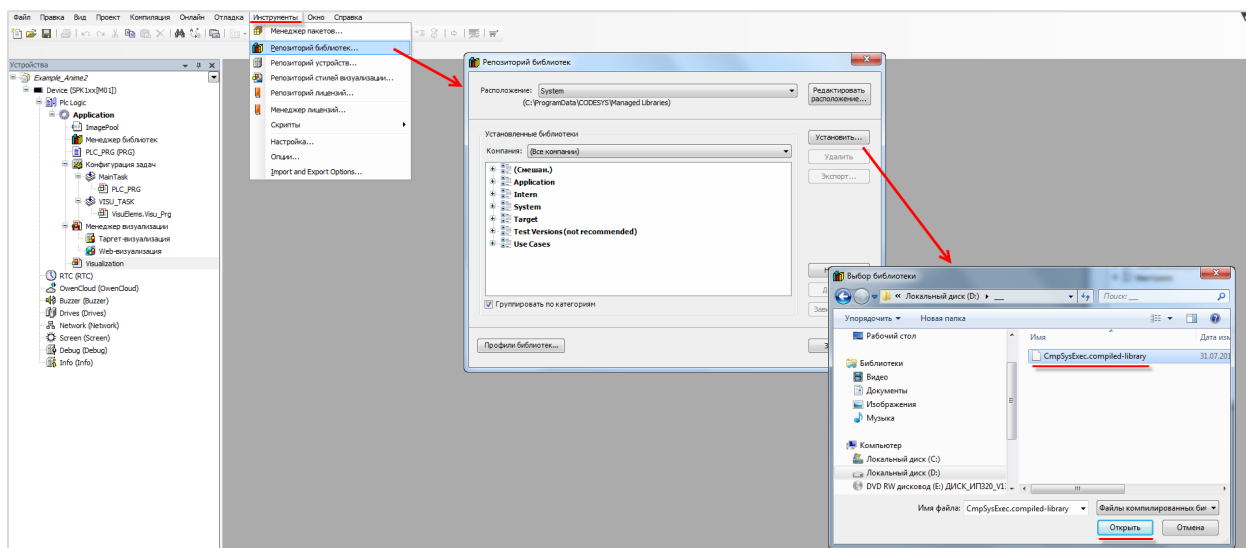 Файл Правка Вид Проект Компиляция Онлайн Отладка Инструменты Окно Справка
Устройства
Example_Anime2
Device (SPK1xx[M01])
Plc Logic
Application
ImagePool
Менеджер библиотек
PLC_PRG (PRG)
Конфигурация задач
MainTask
PLC_PRG
VISU_TASK
VisuElems.Visu_Prg
Менеджер визуализации
Таргет-визуализация
Web-визуализация
Visualization
RTC (RTC)
OwenCloud (OwenCloud)
Buzzer (Buzzer)
Drives (Drives)
Network (Network)
Screen (Screen)
Debug (Debug)
Info (Info)
Менеджер пакетов...
Репозиторий библиотек...
Репозиторий устройств...
Репозиторий стилей визуализации...
Репозиторий лицензий...
Менеджер лицензий...
Скрипты
Настройка...
Опции...
Import and Export Options...
Репозиторий библиотек
Расположение: System
(C:\ProgramData\CODESYS\Managed Libraries)
Редактировать
расположение...
Установленные библиотеки
Компания: (Все компании)
(Смешан.)
Application
Intern
System
Target
Test Versions(not recommended)
Use Cases
Установить...
Удалить
Экспорт...
Группировать по категориям
Профили библиотек...
Выбор библиотеки
« Локальный диск (D:) ▸ __
Поиск: __
Упорядочить Новая папка
Рабочий стол
Библиотеки
Видео
Документы
Изображения
Музыка
Компьютер
Локальный диск (C:)
Локальный диск (D:)
DVD RW дисковод (E:) ДИСК_ИП320_V1
Имя Дата изм
CmpSysExec.compiled-library 31.07.201
Имя файла: CmpSysExec.compiled-library Файлы компилированных биб
Открыть Отмена